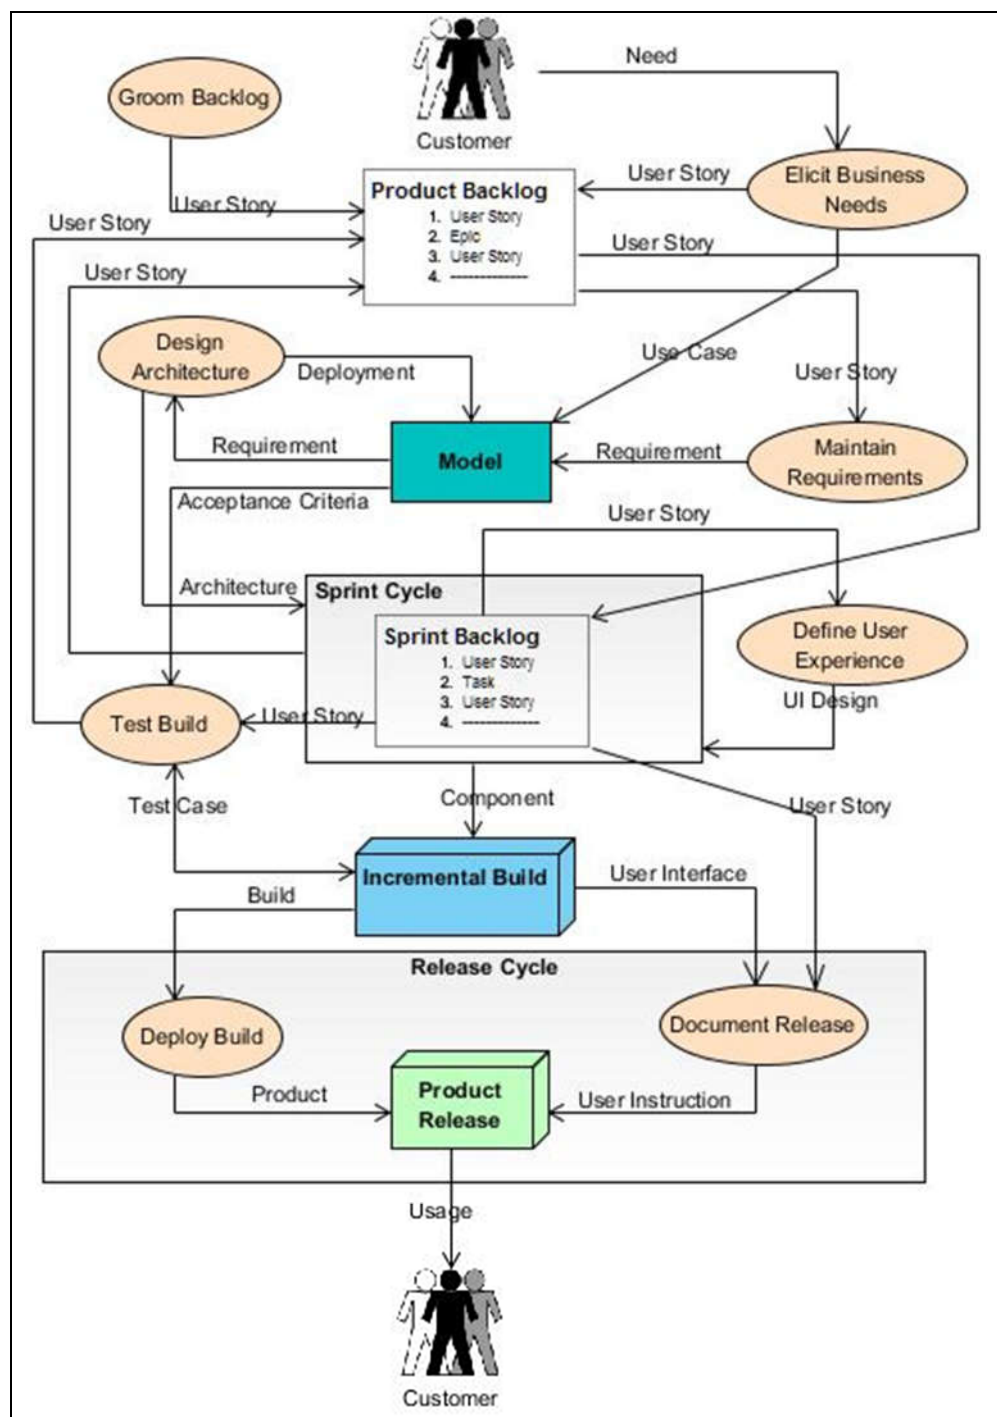 Need
Groom Backlog
Customer
User Story
Elicit Business
Needs
Product Backlog
1. User Story
2. Epic
3. User Story
4. ---------------
User Story
User Story
User Story
User Story
Design
Architecture
Deployment
Use Case
User Story
Requirement
Model
Requirement
Maintain
Requirements
Acceptance Criteria
User Story
Architecture
Sprint Cycle
Sprint Backlog
1. User Story
2. Task
3. User Story
4. ---------------
Define User
Experience
UI Design
Test Build
User Story
Test Case
Component
User Story
Incremental Build
User Interface
Build
Release Cycle
Deploy Build
Document Release
Product
Product
Release
User Instruction
Usage
Customer